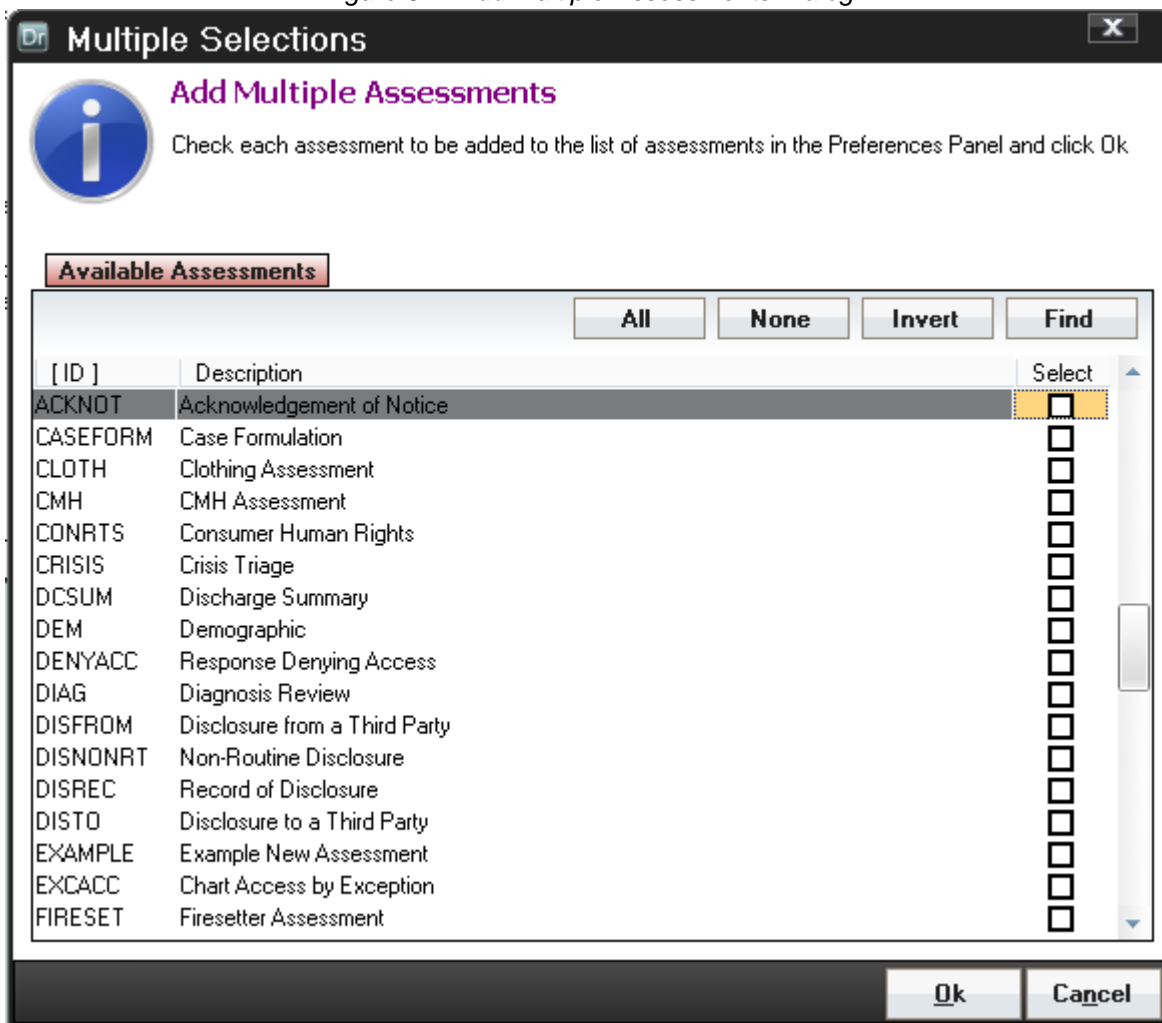 Dr Multiple Selections X
Add Multiple Assessments
Check each assessment to be added to the list of assessments in the Preferences Panel and click Ok
Available Assessments
All None Invert Find
[ ID ] Description Select
ACKNOT Acknowledgement of Notice
CASEFORM Case Formulation
CLOTH Clothing Assessment
CMH CMH Assessment
CONRTS Consumer Human Rights
CRISIS Crisis Triage
DCSUM Discharge Summary
DEM Demographic
DENYACC Response Denying Access
DIAG Diagnosis Review
DISFROM Disclosure from a Third Party
DISNONRT Non-Routine Disclosure
DISREC Record of Disclosure
DISTO Disclosure to a Third Party
EXAMPLE Example New Assessment
EXCACC Chart Access by Exception
FIRESET Firesetter Assessment
Ok Cancel